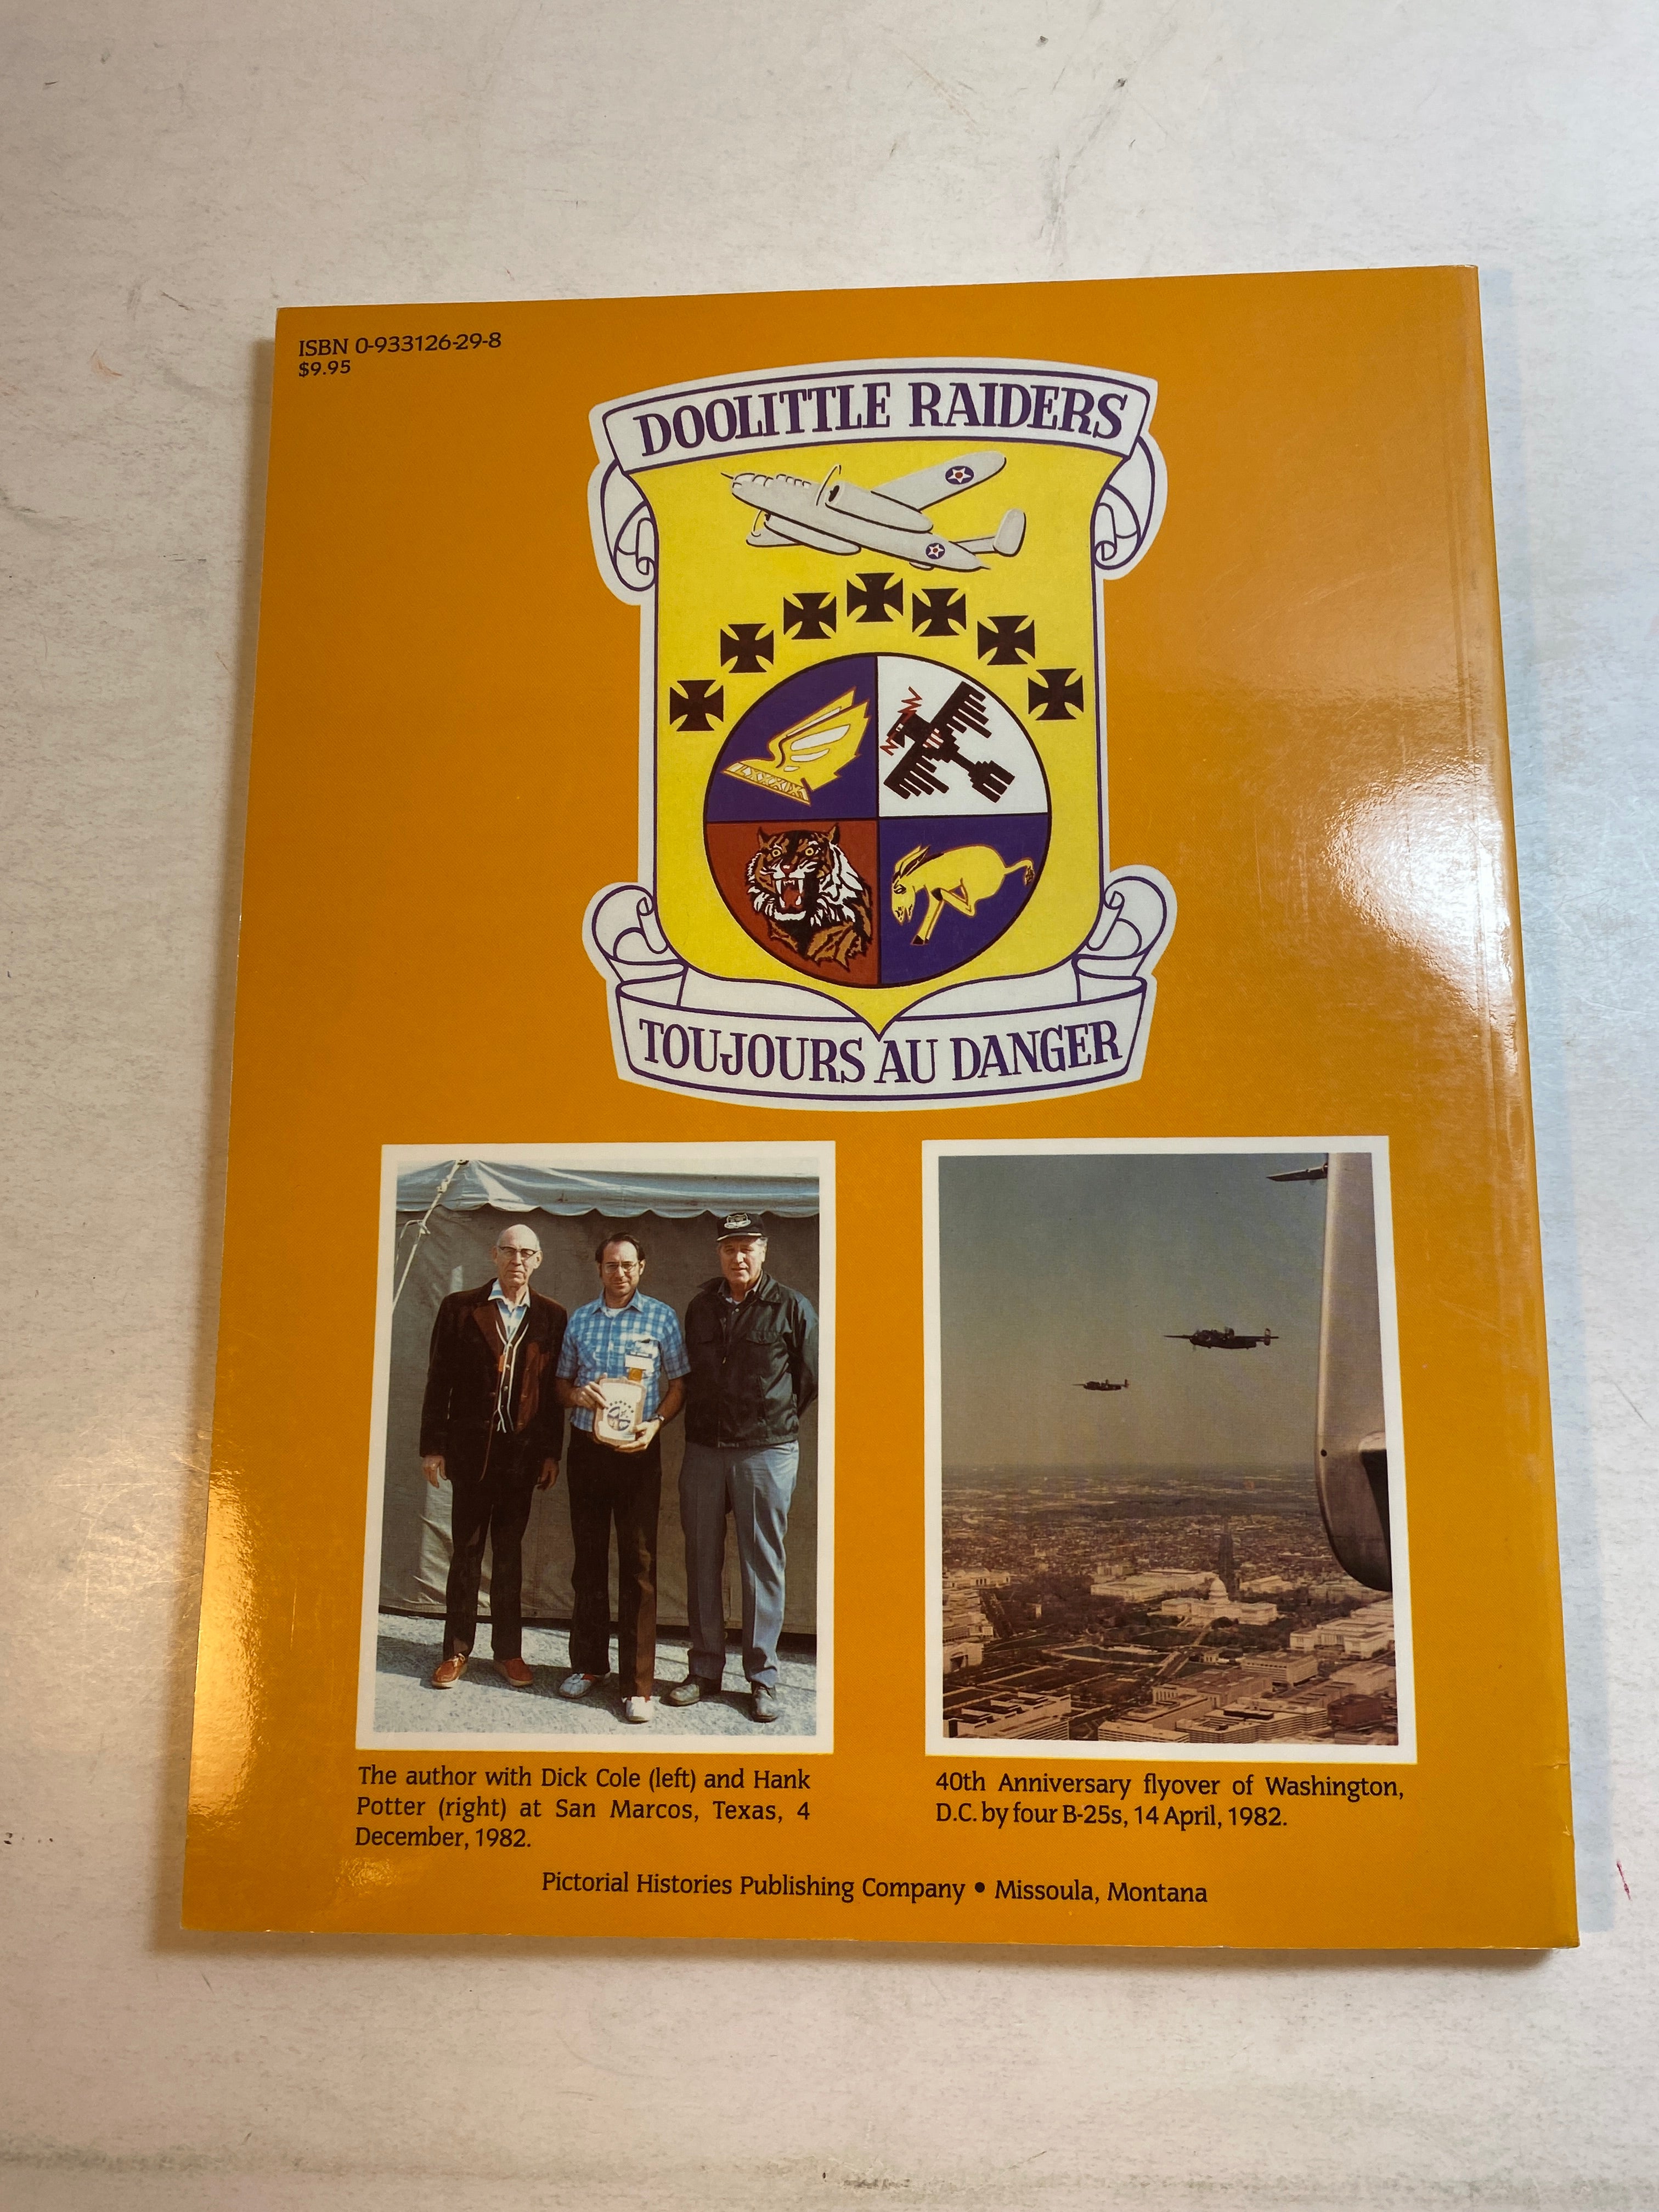 ISBN 0-933126-29-8
$9.95
DOOLITTLE RAIDERS
LXXXIX
TOUJOURS AU DANGER
The author with Dick Cole (left) and Hank
Potter (right) at San Marcos, Texas, 4
December, 1982.
40th Anniversary flyover of Washington,
D.C. by four B-25s, 14 April, 1982.
Pictorial Histories Publishing Company • Missoula, Montana